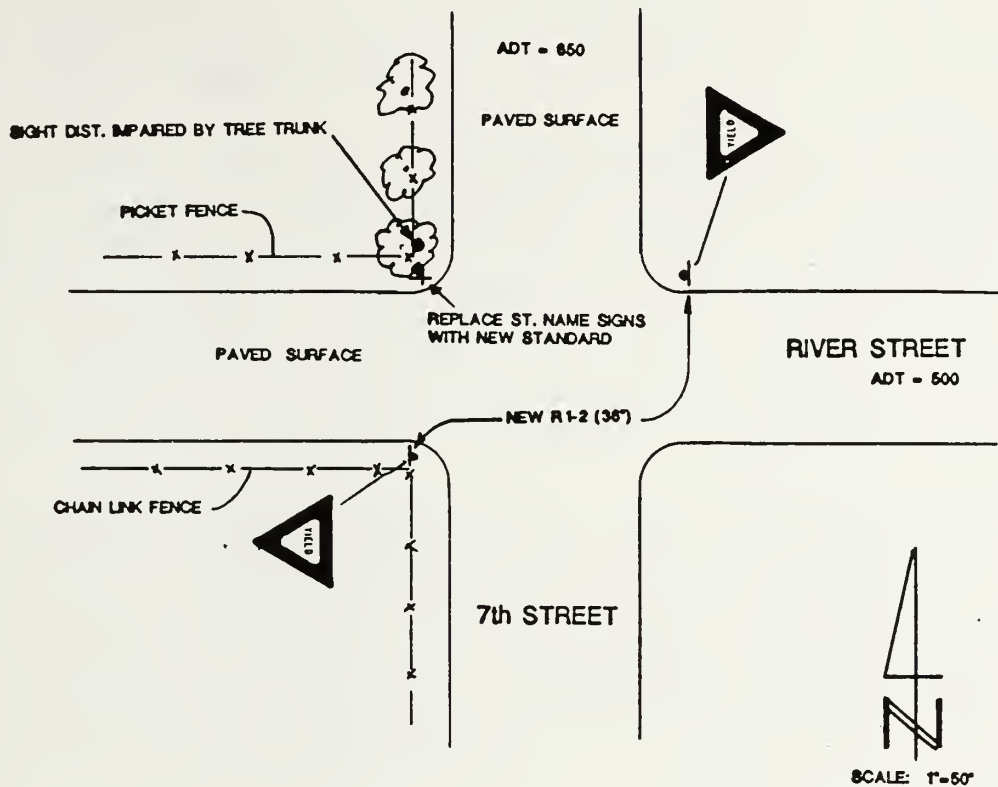 ADT = 650
PAVED SURFACE
YIELD
SIGHT DIST. IMPAIRED BY TREE TRUNK
PICKET FENCE
REPLACE ST. NAME SIGNS
WITH NEW STANDARD
PAVED SURFACE
RIVER STREET
ADT = 500
NEW R1-2 (36")
CHAIN LINK FENCE
YIELD
7th STREET
N
SCALE: 1"=50"